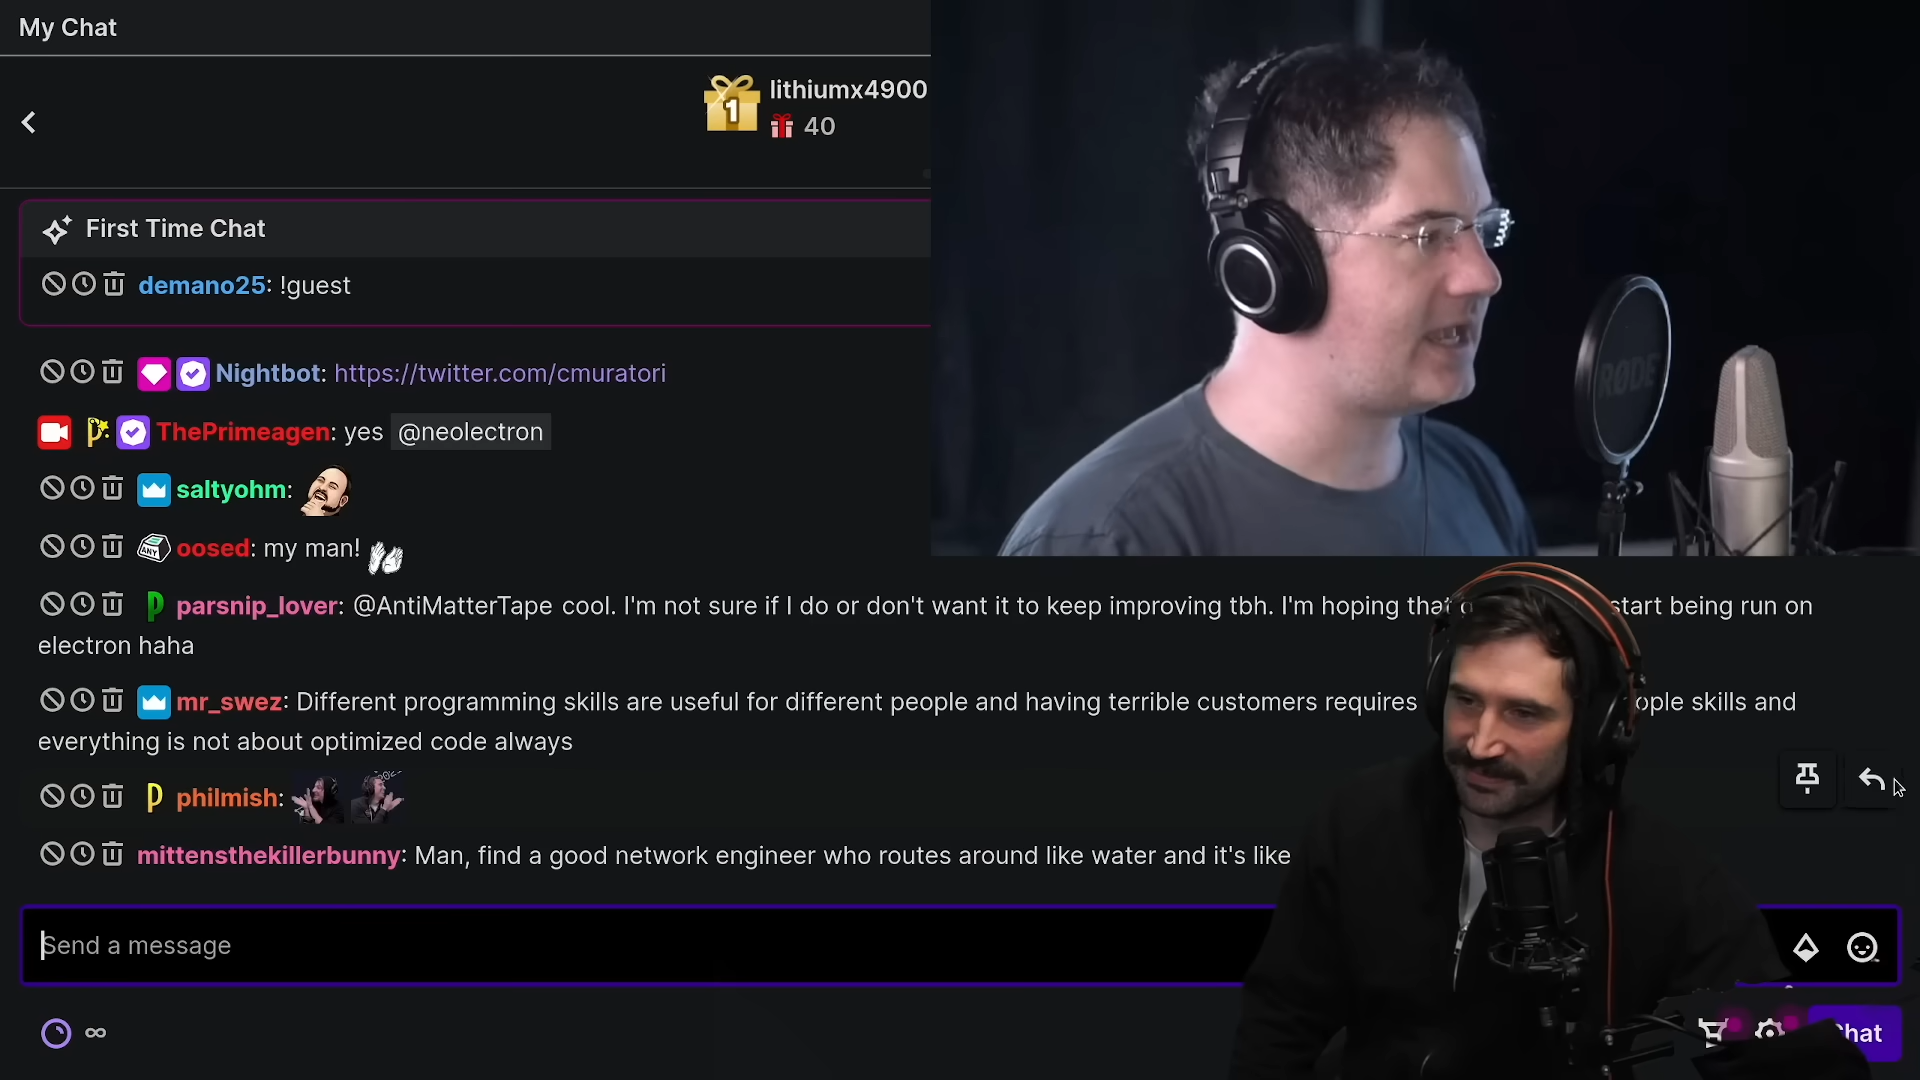 My Chat
lithiumx4900
1
40
First Time Chat
demano25: !guest
Nightbot: https://twitter.com/cmuratori
ThePrimeagen: yes @neolectron
RØDE
saltyohm:
ANY oosed: my man!
parsnip_lover: @AntiMatterTape cool. I'm not sure if I do or don't want it to keep improving tbh. I'm hoping that start being run on
electron haha
mr_swez: Different programming skills are useful for different people and having terrible customers requires skills and
everything is not about optimized code always
philmish:
mittensthekillerbunny: Man, find a good network engineer who routes around like water and it's like
Send a message
∞